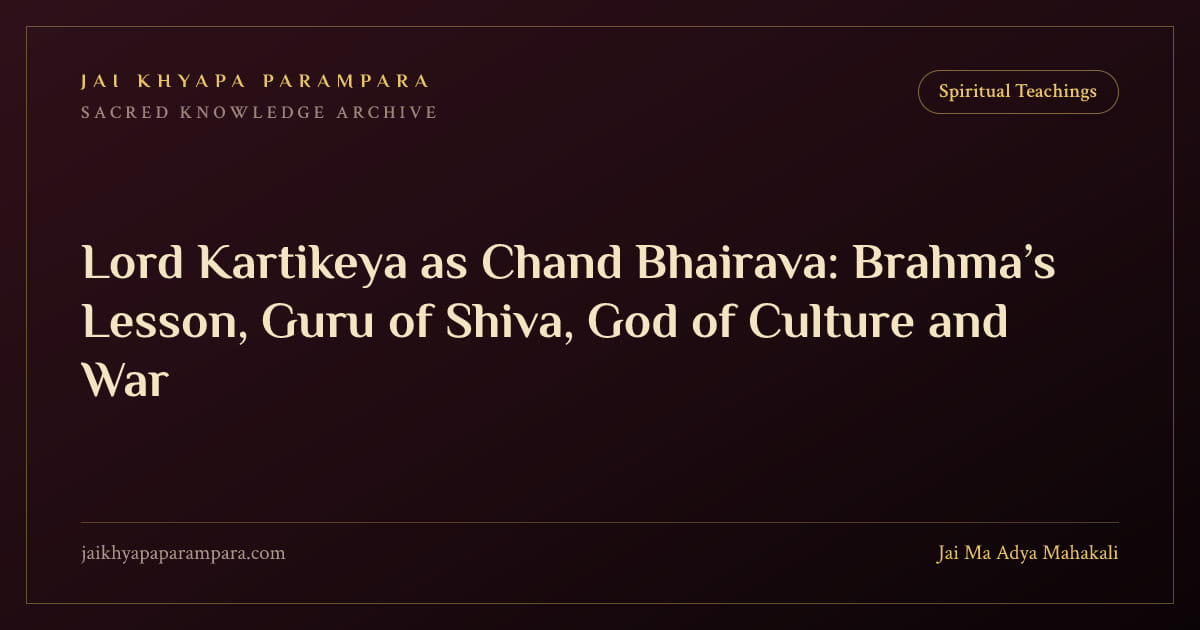 JAI KHYAPA PARAMPARA
SACRED KNOWLEDGE ARCHIVE
Spiritual Teachings
Lord Kartikeya as Chand Bhairava: Brahma’s
Lesson, Guru of Shiva, God of Culture and
War
jaikhyapaparampara.com
Jai Ma Adya Mahakali